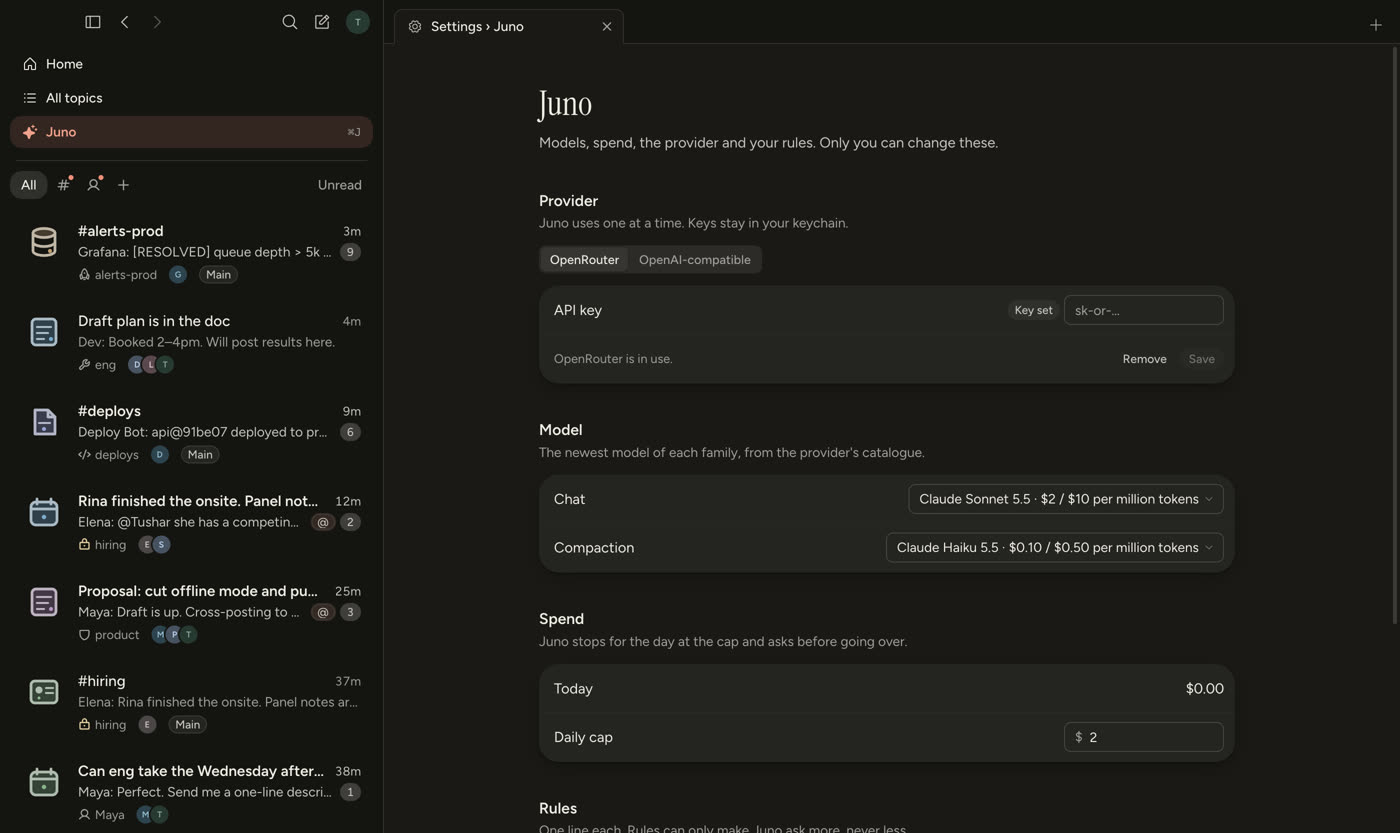 T
Home
All topics
Juno ⌘J
All # + Unread
#alerts-prod 3m
Grafana: [RESOLVED] queue depth > 5k ... 9
alerts-prod G Main
Draft plan is in the doc 4m
Dev: Booked 2–4pm. Will post results here.
eng D L T
#deploys 9m
Deploy Bot: api@91be07 deployed to pr... 6
deploys D Main
Rina finished the onsite. Panel not... 12m
Elena: @Tushar she has a competin... @ 2
hiring E S
Proposal: cut offline mode and pu... 25m
Maya: Draft is up. Cross-posting to ... @ 3
product M P T
#hiring 37m
Elena: Rina finished the onsite. Panel notes ar...
hiring E Main
Can eng take the Wednesday after... 38m
Maya: Perfect. Send me a one-line descri... 1
Maya M T
Settings › Juno
Juno
Models, spend, the provider and your rules. Only you can change these.
Provider
Juno uses one at a time. Keys stay in your keychain.
OpenRouter OpenAI-compatible
API key Key set sk-or-...
OpenRouter is in use. Remove Save
Model
The newest model of each family, from the provider's catalogue.
Chat Claude Sonnet 5.5 · $2 / $10 per million tokens
Compaction Claude Haiku 5.5 · $0.10 / $0.50 per million tokens
Spend
Juno stops for the day at the cap and asks before going over.
Today $0.00
Daily cap $ 2
Rules
One line each. Rules can only make Juno ask more, never less.